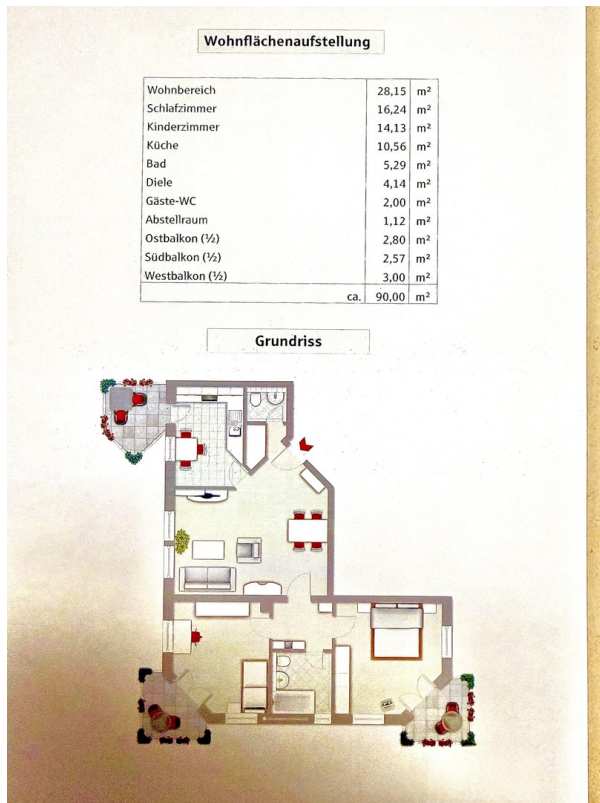 Wohnflächenaufstellung
Wohnbereich 28,15 m²
Schlafzimmer 16,24 m²
Kinderzimmer 14,13 m²
Küche 10,56 m²
Bad 5,29 m²
Diele 4,14 m²
Gäste-WC 2,00 m²
Abstellraum 1,12 m²
Ostbalkon (½) 2,80 m²
Südbalkon (½) 2,57 m²
Westbalkon (½) 3,00 m²
ca. 90,00 m²
Grundriss